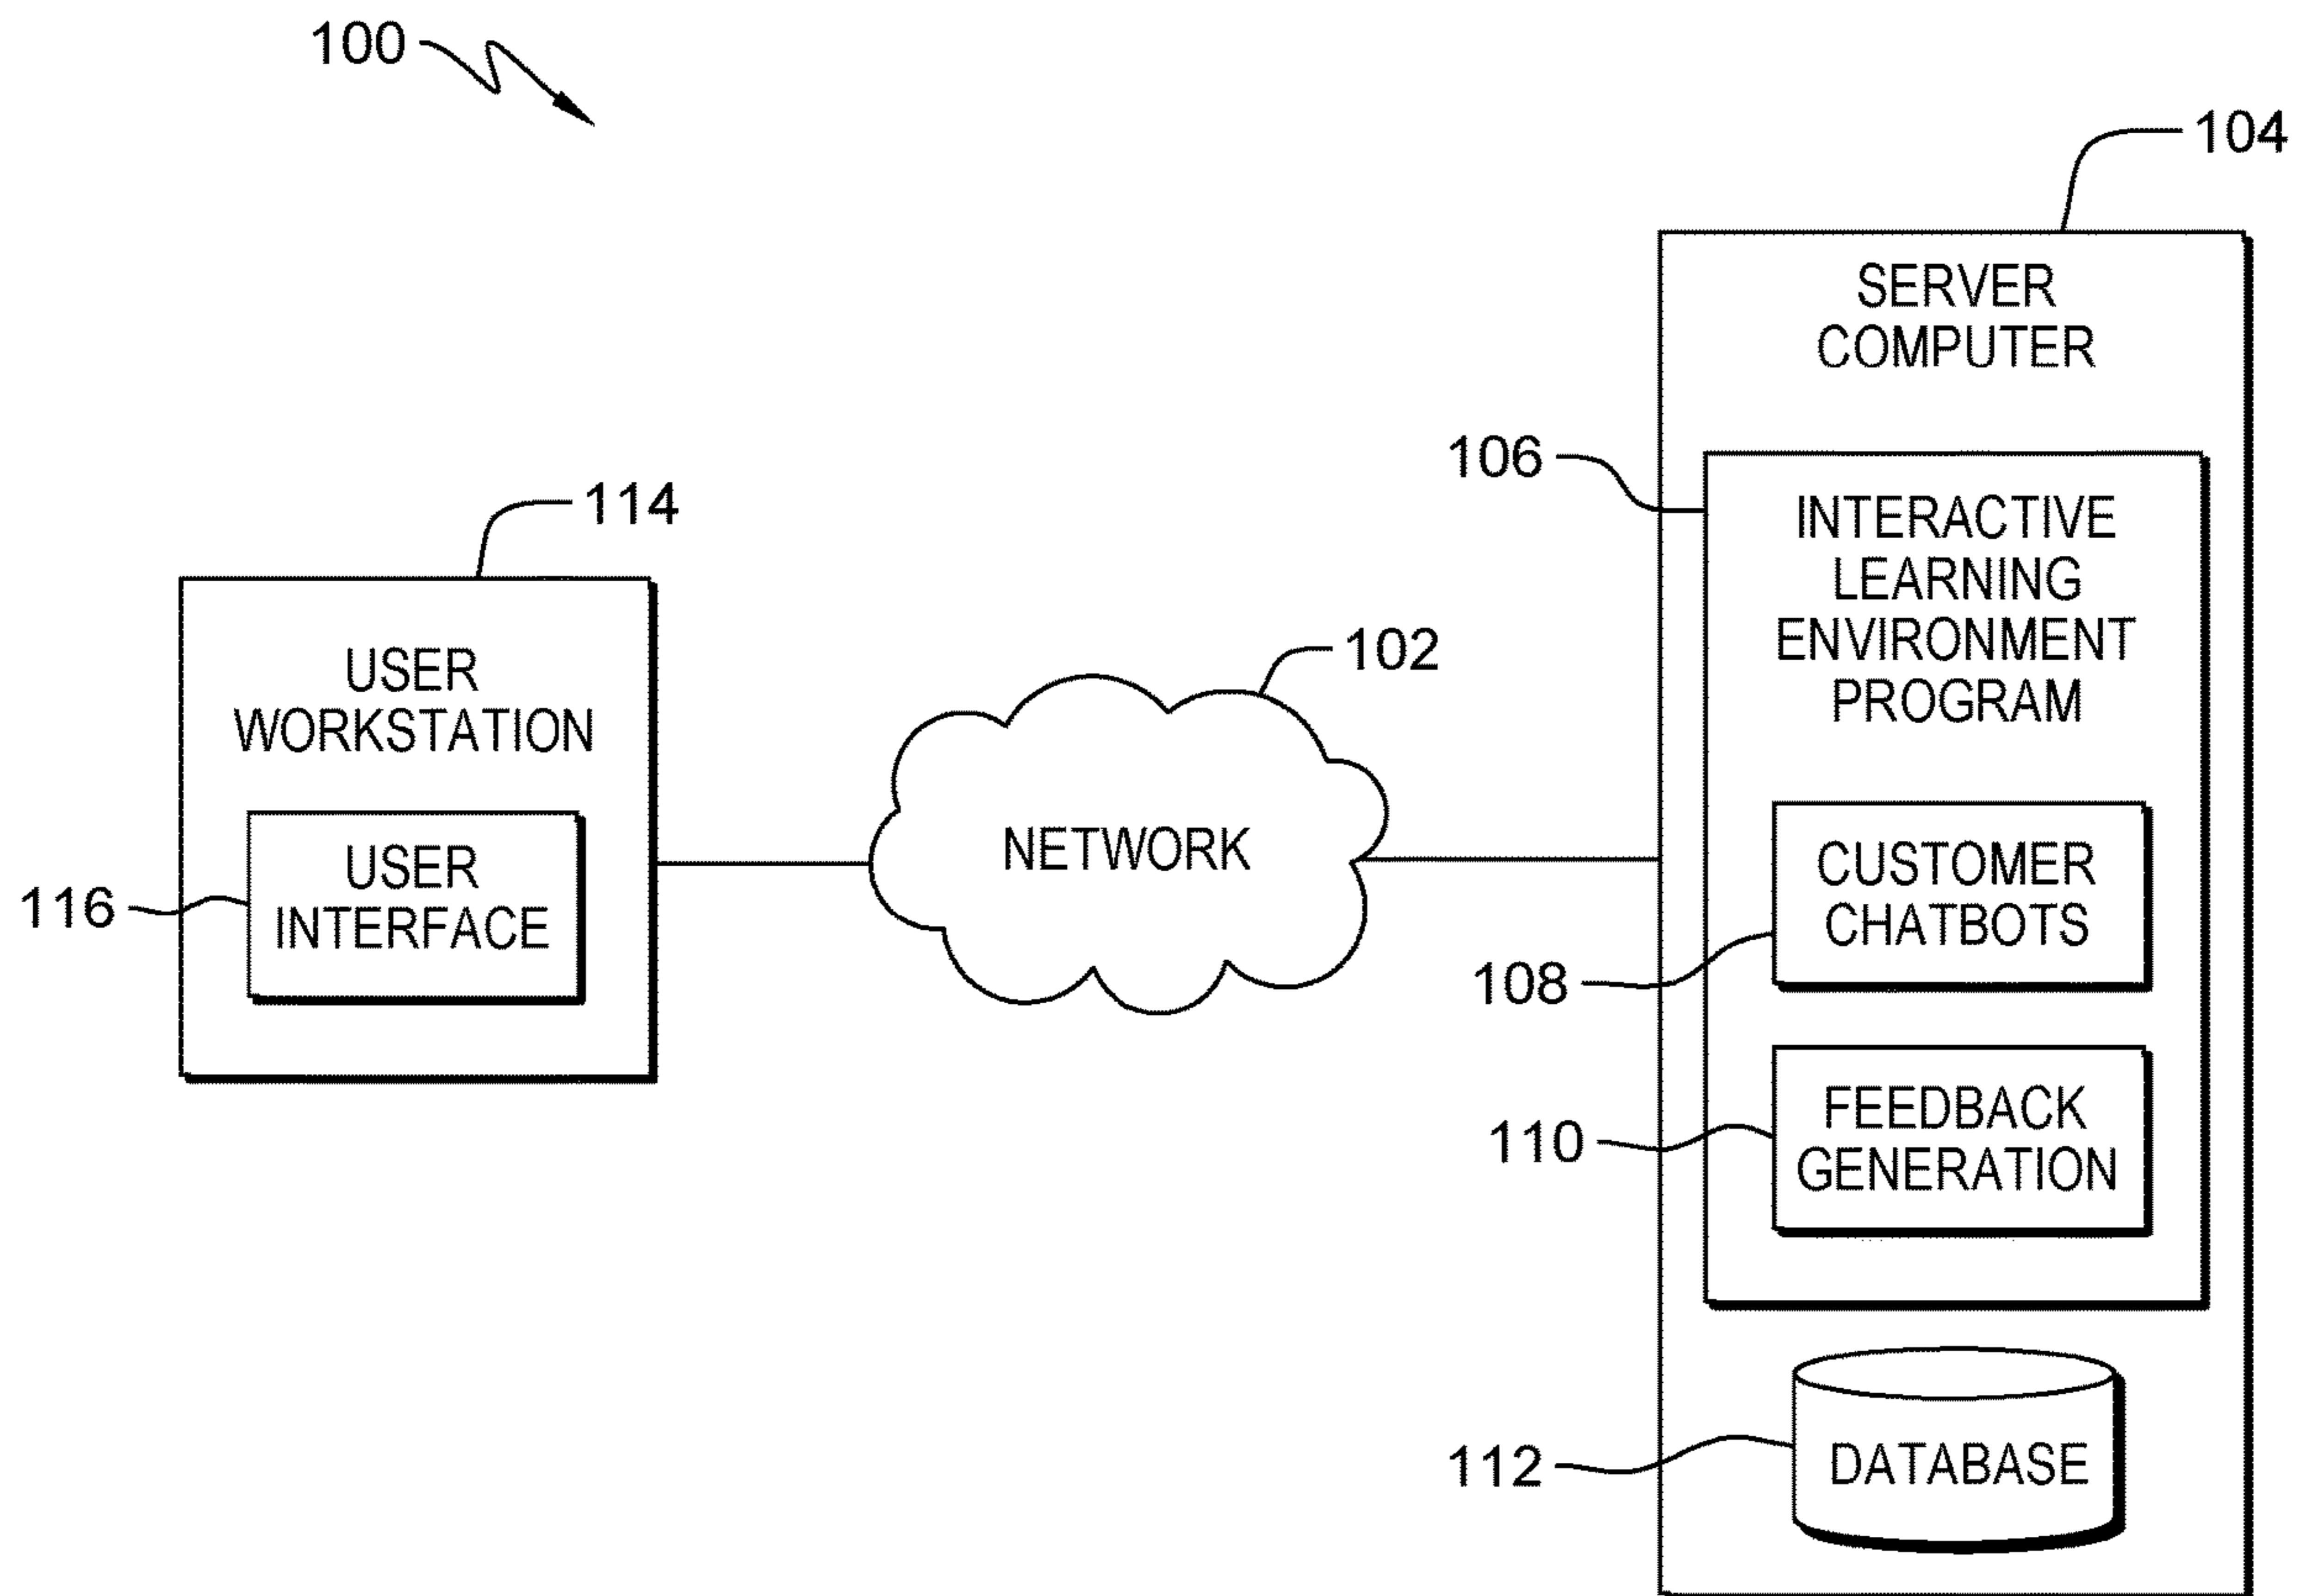 100
104
SERVER
COMPUTER
106
INTERACTIVE
LEARNING
ENVIRONMENT
PROGRAM
114
USER
WORKSTATION
102
NETWORK
116
USER
INTERFACE
CUSTOMER
CHATBOTS
108
FEEDBACK
GENERATION
110
112
DATABASE